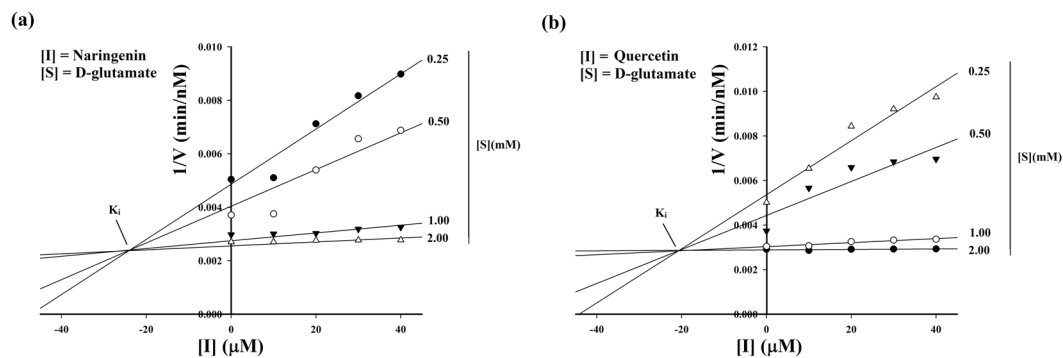 (a)
[I] = Naringenin
[S] = D-glutamate
1/V (min/nM)
0.010
0.008
0.006
0.004
0.002
0.000
0.25
0.50
1.00
2.00
[S](mM)
Ki
-40 -20 0 20 40
[I] (μM)
(b)
[I] = Quercetin
[S] = D-glutamate
1/V (min/nM)
0.012
0.010
0.008
0.006
0.004
0.002
0.000
0.25
0.50
1.00
2.00
[S](mM)
Ki
-40 -20 0 20 40
[I] (μM)